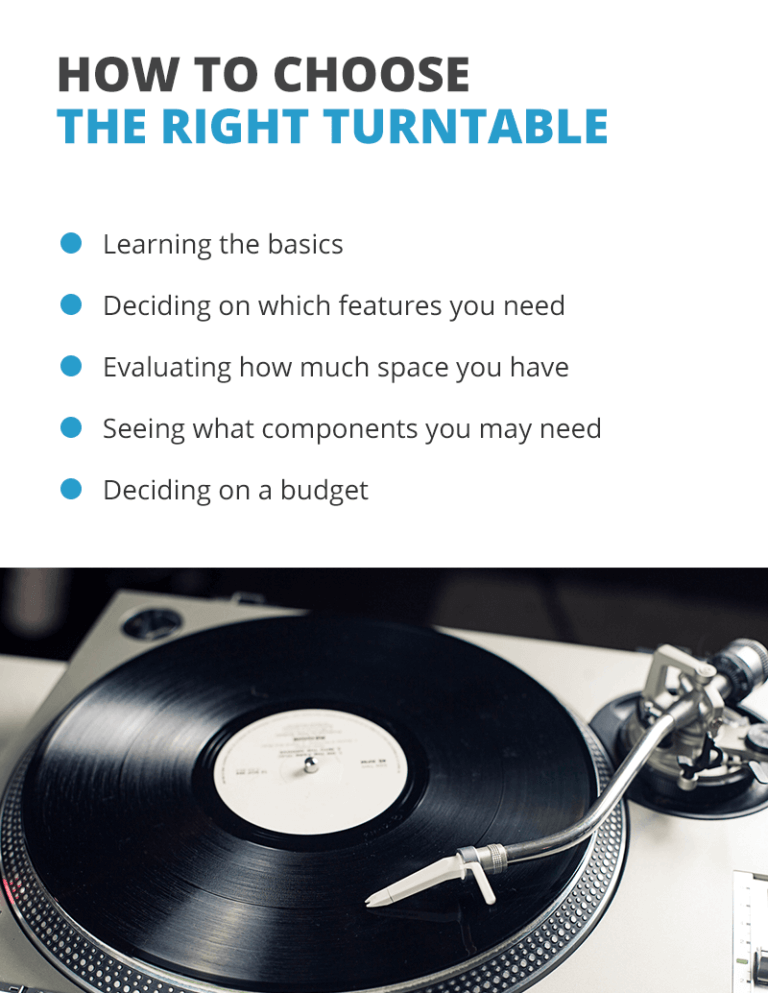 HOW TO CHOOSE
THE RIGHT TURNTABLE
Learning the basics
Deciding on which features you need
Evaluating how much space you have
Seeing what components you may need
Deciding on a budget